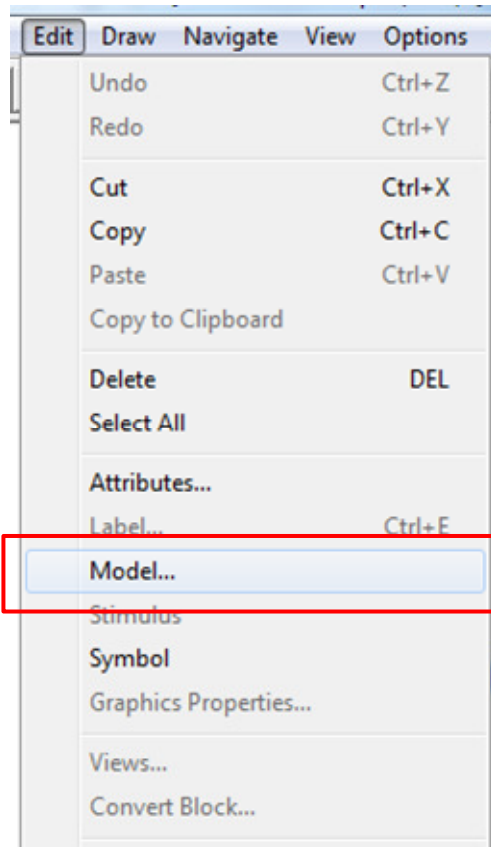 Edit Draw Navigate View Options
Undo Ctrl+Z
Redo Ctrl+Y
Cut Ctrl+X
Copy Ctrl+C
Paste Ctrl+V
Copy to Clipboard
Delete DEL
Select All
Attributes...
Label... Ctrl+E
Model...
Stimulus
Symbol
Graphics Properties...
Views...
Convert Block...